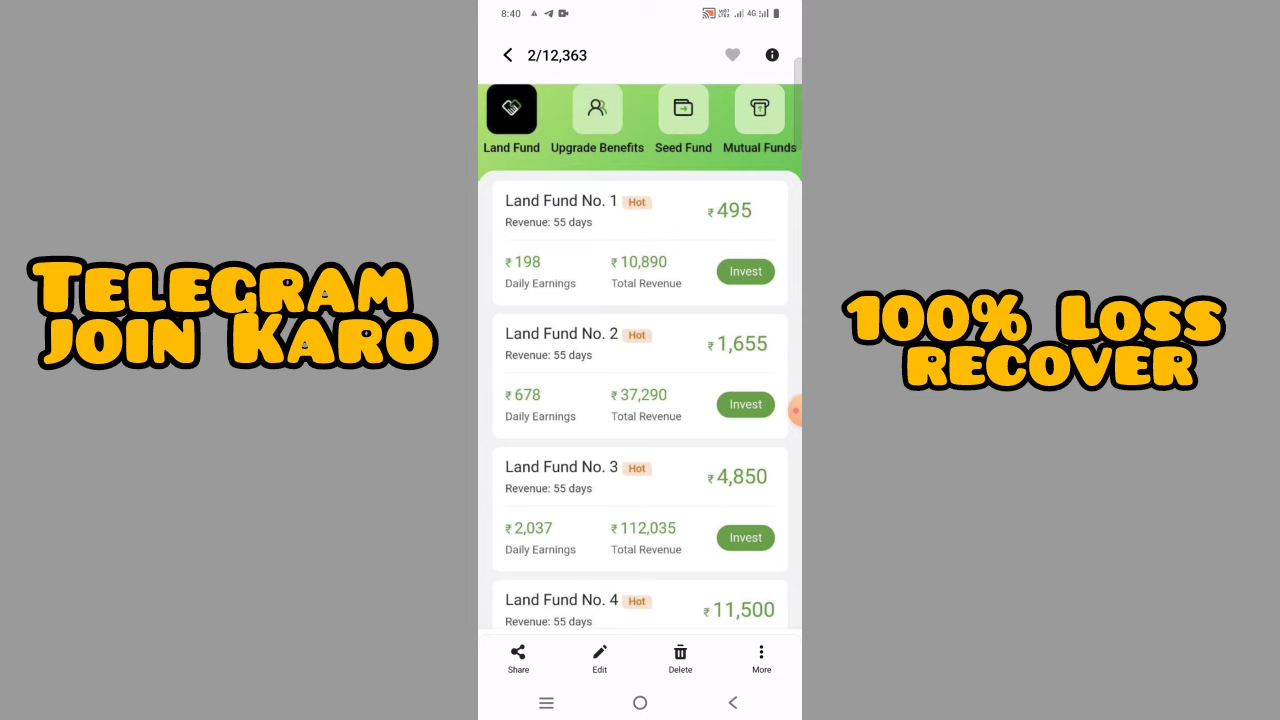 8:40
4G
2/12,363
Land Fund
Upgrade Benefits
Seed Fund
Mutual Funds
Land Fund No. 1 Hot
₹ 495
Revenue: 55 days
₹ 198
₹ 10,890
Daily Earnings
Total Revenue
Invest
Land Fund No. 2 Hot
₹ 1,655
Revenue: 55 days
₹ 678
₹ 37,290
Daily Earnings
Total Revenue
Invest
Land Fund No. 3 Hot
₹ 4,850
Revenue: 55 days
₹ 2,037
₹ 112,035
Daily Earnings
Total Revenue
Invest
Land Fund No. 4 Hot
₹ 11,500
Revenue: 55 days
Share
Edit
Delete
More
Telegram
join Karo
100% Loss
recover